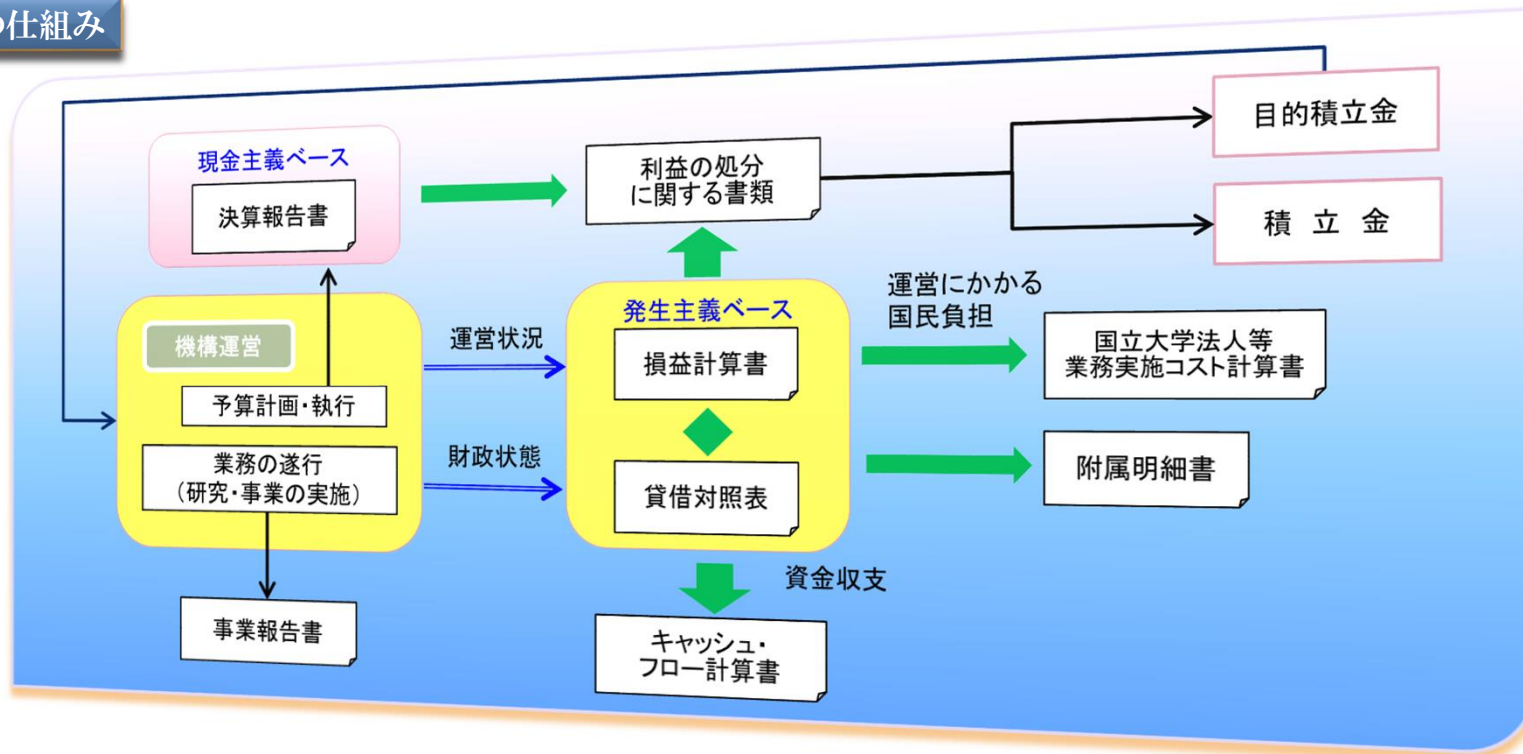 の仕組み
現金主義ベース
決算報告書
利益の処分
に関する書類
目的積立金
積 立 金
機構運営
予算計画・執行
業務の遂行
(研究・事業の実施)
事業報告書
運営状況
財政状態
発生主義ベース
損益計算書
貸借対照表
運営にかかる
国民負担
国立大学法人等
業務実施コスト計算書
附属明細書
資金収支
キャッシュ・
フロー計算書